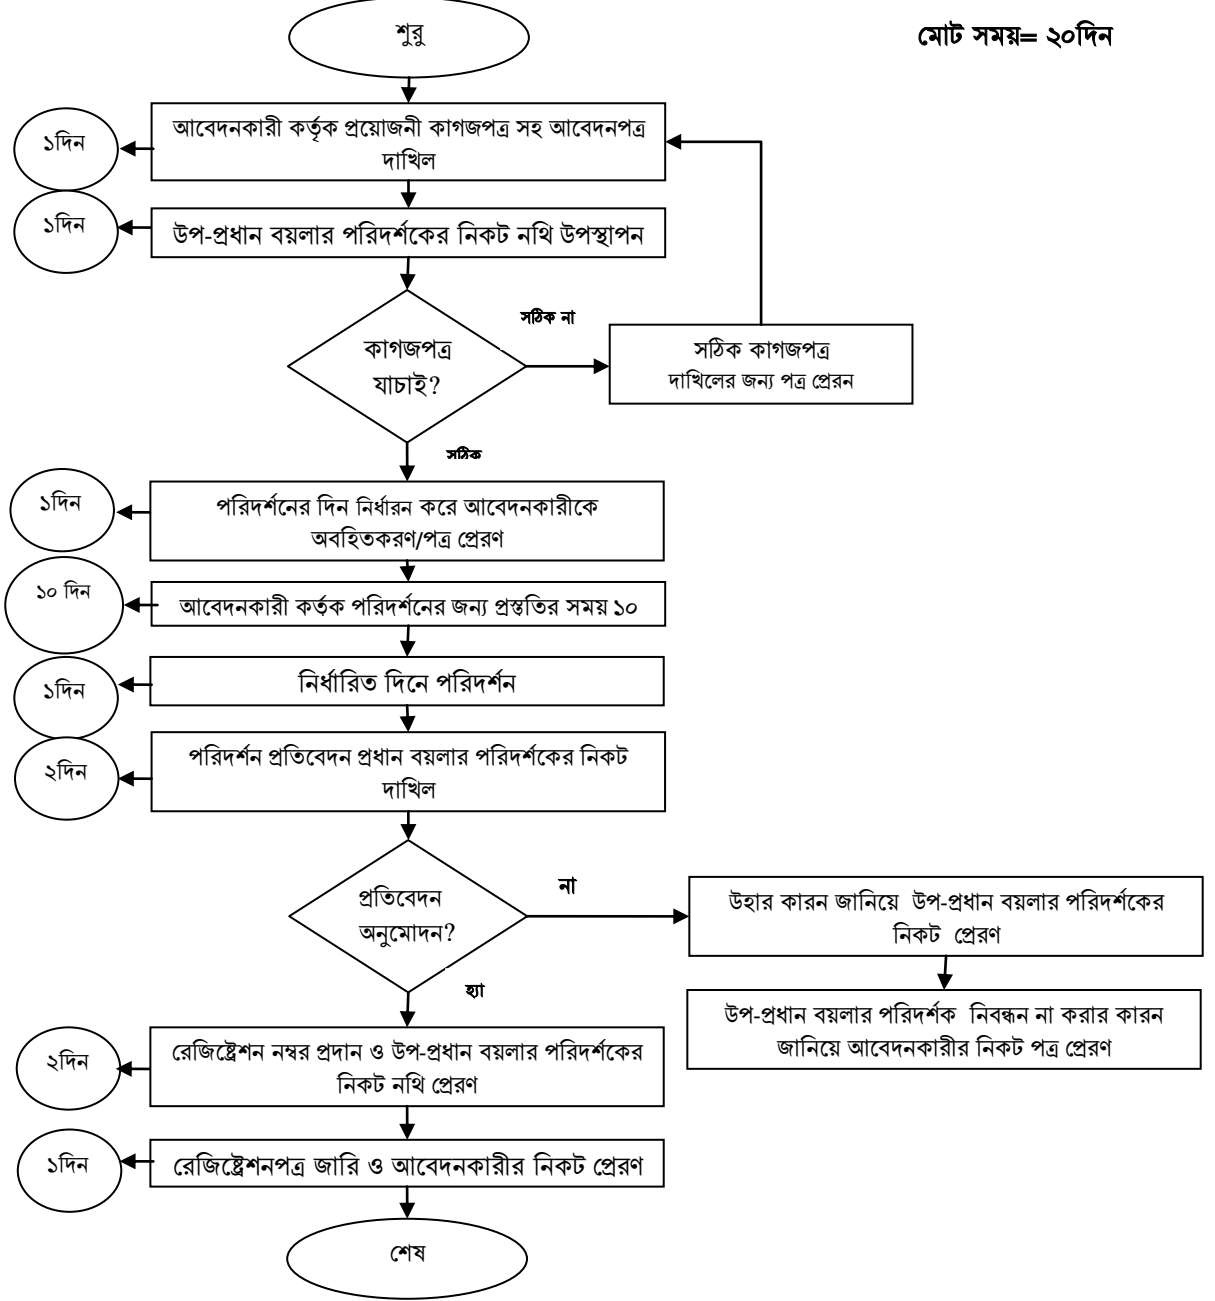 শুরু
মোট সময়= ২০দিন
১দিন
আবেদনকারী কর্তৃক প্রয়োজনী কাগজপত্র সহ আবেদনপত্র
দাখিল
১দিন
উপ-প্রধান বয়লার পরিদর্শকের নিকট নথি উপস্থাপন
কাগজপত্র
যাচাই?
সঠিক না
সঠিক কাগজপত্র
দাখিলের জন্য পত্র প্রেরন
সঠিক
১দিন
পরিদর্শনের দিন নির্ধারন করে আবেদনকারীকে
অবহিতকরণ/পত্র প্রেরণ
১০ দিন
আবেদনকারী কর্তৃক পরিদর্শনের জন্য প্রস্তুতির সময় ১০
১দিন
নির্ধারিত দিনে পরিদর্শন
২দিন
পরিদর্শন প্রতিবেদন প্রধান বয়লার পরিদর্শকের নিকট
দাখিল
প্রতিবেদন
অনুমোদন?
না
উহার কারন জানিয়ে উপ-প্রধান বয়লার পরিদর্শকের
নিকট প্রেরণ
হ্যা
উপ-প্রধান বয়লার পরিদর্শক নিবন্ধন না করার কারন
জানিয়ে আবেদনকারীর নিকট পত্র প্রেরণ
২দিন
রেজিষ্ট্রেশন নম্বর প্রদান ও উপ-প্রধান বয়লার পরিদর্শকের
নিকট নথি প্রেরণ
১দিন
রেজিষ্ট্রেশনপত্র জারি ও আবেদনকারীর নিকট প্রেরণ
শেষ